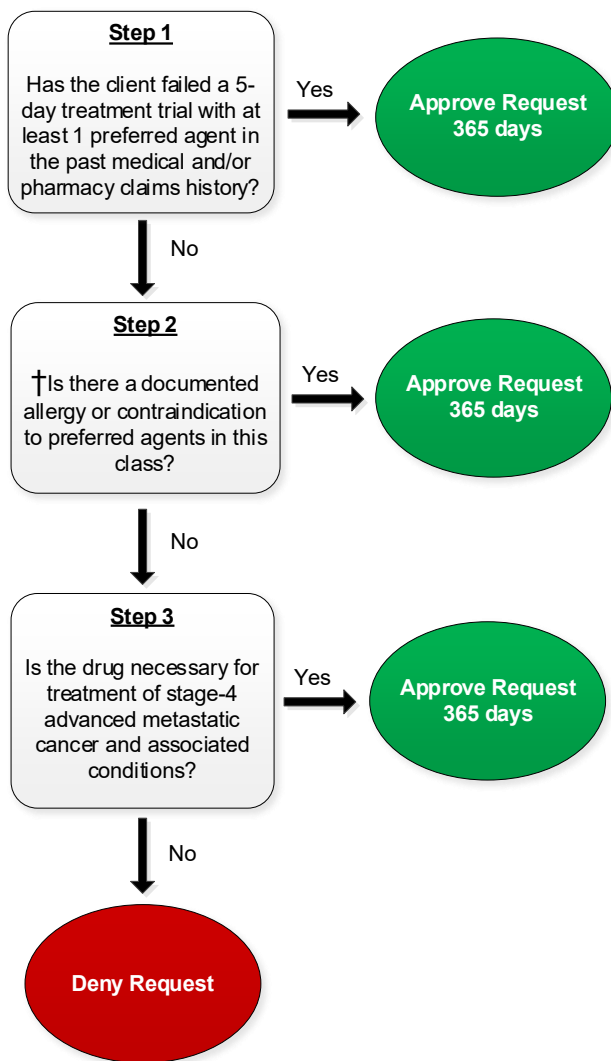 Step 1
Has the client failed a 5-
day treatment trial with at
least 1 preferred agent in
the past medical and/or
pharmacy claims history?
Yes
Approve Request
365 days
No
Step 2
†Is there a documented
allergy or contraindication
to preferred agents in this
class?
Yes
Approve Request
365 days
No
Step 3
Is the drug necessary for
treatment of stage-4
advanced metastatic
cancer and associated
conditions?
Yes
Approve Request
365 days
No
Deny Request